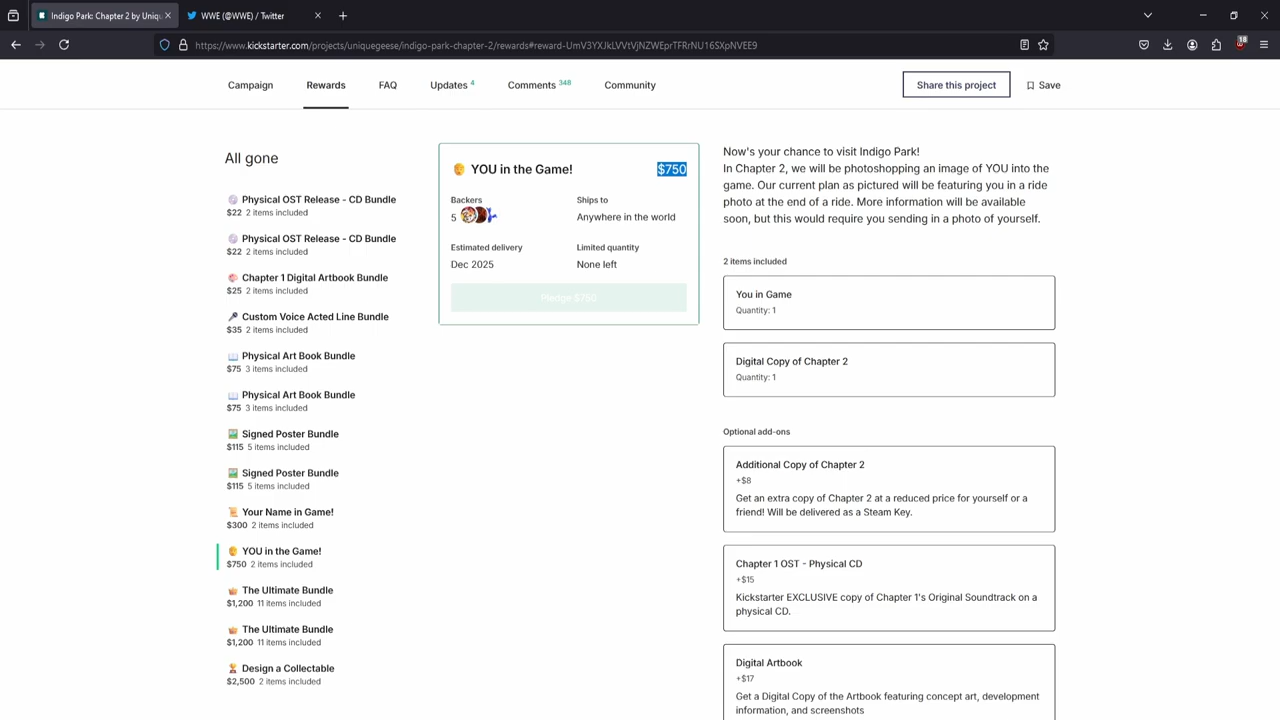 Indigo Park: Chapter 2 by Uniqu
WWE (@WWE) / Twitter
https://www.kickstarter.com/projects/uniquegeese/indigo-park-chapter-2/rewards#reward-UmV3YXJkLVVtVjNZWEprTFRrNU16SXpNVEE9
18
Campaign
Rewards
FAQ
Updates 4
Comments 348
Community
Share this project
Save
All gone
Physical OST Release - CD Bundle
$22 2 items included
Physical OST Release - CD Bundle
$22 2 items included
Chapter 1 Digital Artbook Bundle
$25 2 items included
Custom Voice Acted Line Bundle
$35 2 items included
Physical Art Book Bundle
$75 3 items included
Physical Art Book Bundle
$75 3 items included
Signed Poster Bundle
$115 5 items included
Signed Poster Bundle
$115 5 items included
Your Name in Game!
$300 2 items included
YOU in the Game!
$750 2 items included
The Ultimate Bundle
$1,200 11 items included
The Ultimate Bundle
$1,200 11 items included
Design a Collectable
$2,500 2 items included
YOU in the Game!
$750
Backers
5
Ships to
Anywhere in the world
Estimated delivery
Dec 2025
Limited quantity
None left
Pledge $750
Now's your chance to visit Indigo Park!
In Chapter 2, we will be photoshopping an image of YOU into the
game. Our current plan as pictured will be featuring you in a ride
photo at the end of a ride. More information will be available
soon, but this would require you sending in a photo of yourself.
2 items included
You in Game
Quantity: 1
Digital Copy of Chapter 2
Quantity: 1
Optional add-ons
Additional Copy of Chapter 2
+$8
Get an extra copy of Chapter 2 at a reduced price for yourself or a
friend! Will be delivered as a Steam Key.
Chapter 1 OST - Physical CD
+$15
Kickstarter EXCLUSIVE copy of Chapter 1's Original Soundtrack on a
physical CD.
Digital Artbook
+$17
Get a Digital Copy of the Artbook featuring concept art, development
information, and screenshots